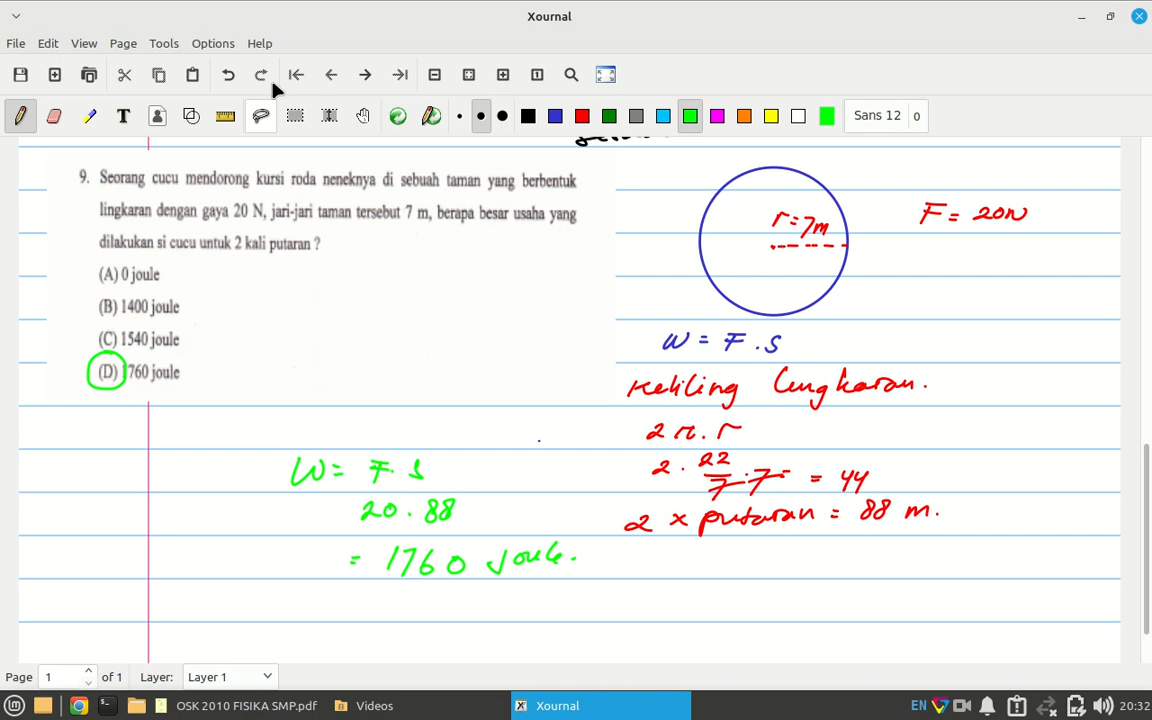 Xournal
File Edit View Page Tools Options Help
Sans 12 0
9. Seorang cucu mendorong kursi roda neneknya di sebuah taman yang berbentuk
lingkaran dengan gaya 20 N, jari-jari taman tersebut 7 m, berapa besar usaha yang
dilakukan si cucu untuk 2 kali putaran ?
(A) 0 joule
(B) 1400 joule
(C) 1540 joule
(D) 1760 joule
W = F. S
20 . 88
= 1760 Joule.
r = 7m
F = 20N
W = F . S
Keliling Lingkaran.
2 π. r
2 . 22/7 . 7 = 44
2 x putaran = 88 m.
Page 1 of 1 Layer: Layer 1
OSK 2010 FISIKA SMP.pdf Videos Xournal EN 20:32